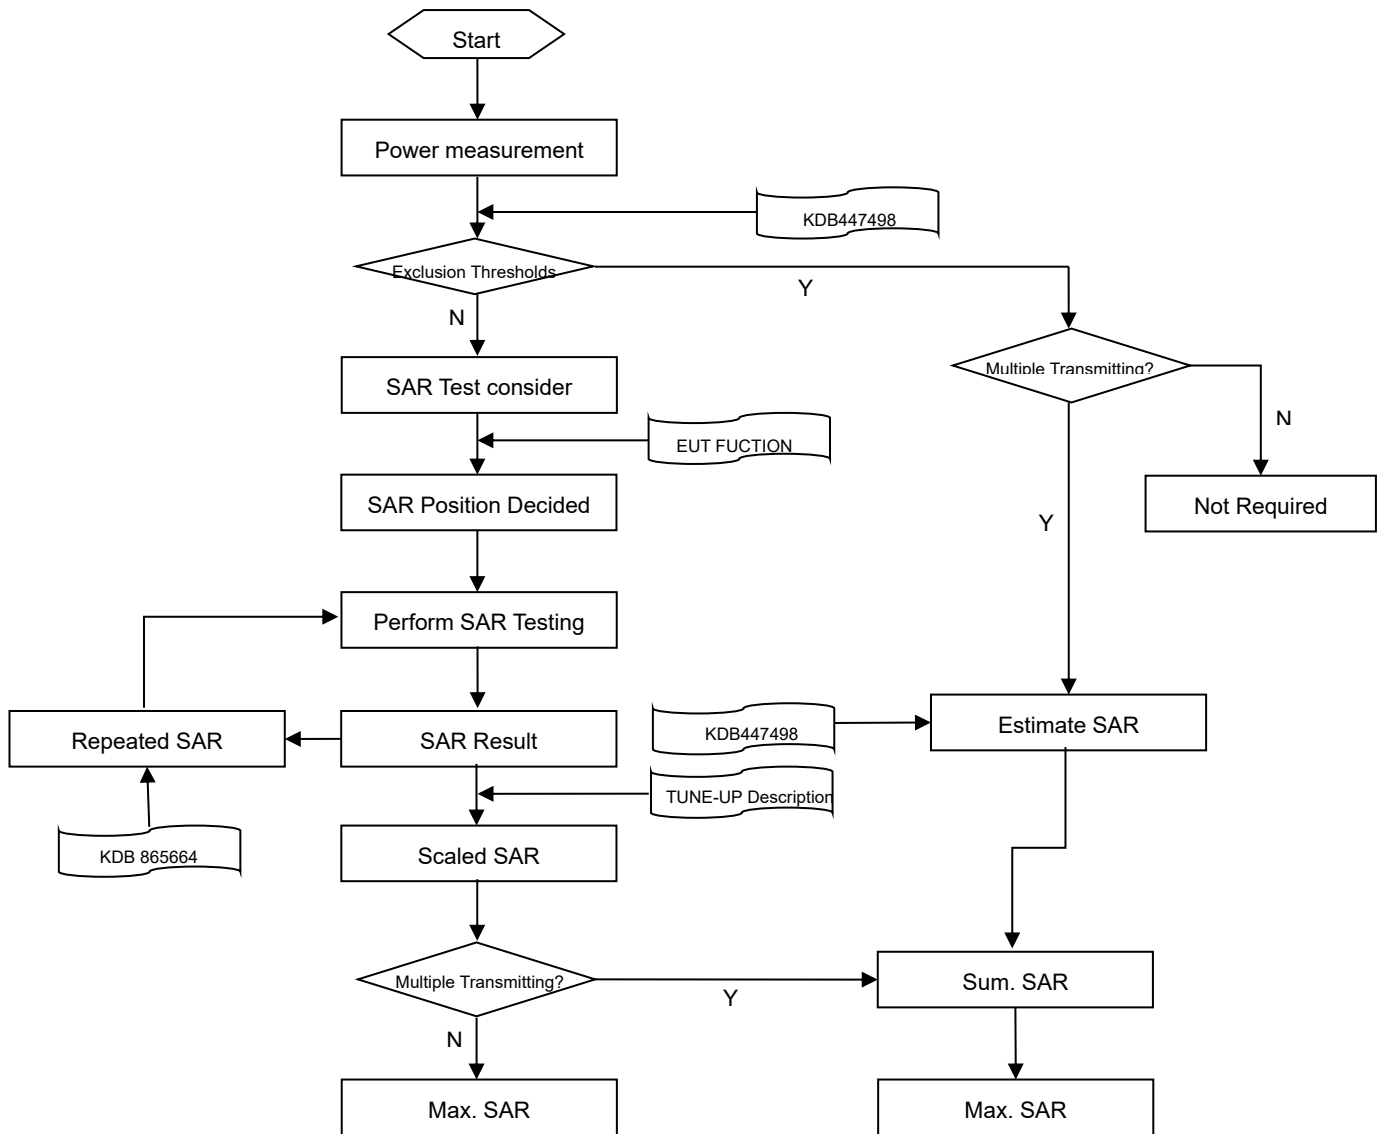 Start
Power measurement
KDB447498
Exclusion Thresholds
Y
N
Multiple Transmitting?
SAR Test consider
N
EUT FUCTION
SAR Position Decided
Not Required
Y
Perform SAR Testing
Repeated SAR
SAR Result
KDB447498
Estimate SAR
TUNE-UP Description
KDB 865664
Scaled SAR
Multiple Transmitting?
Y
Sum. SAR
N
Max. SAR
Max. SAR